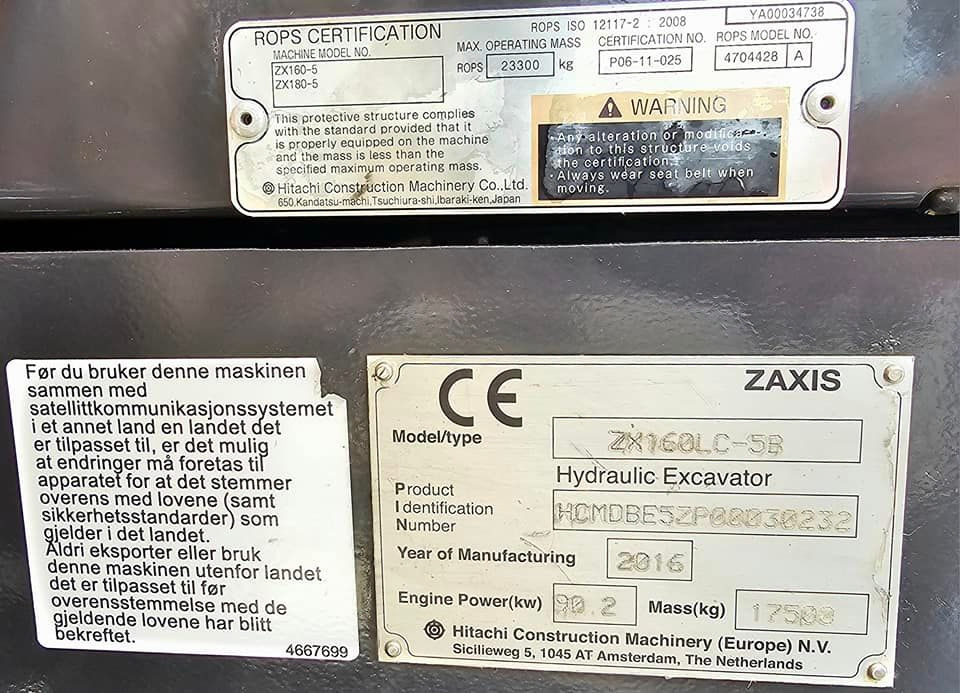 ROPS CERTIFICATION
ROPS ISO 12117-2 : 2008
YA00034738
MACHINE MODEL NO.
ZX160-5
ZX180-5
MAX. OPERATING MASS
ROPS 23300 kg
CERTIFICATION NO.
P06-11-025
ROPS MODEL NO.
4704428 A
This protective structure complies
with the standard provided that it
is properly equipped on the machine
and the mass is less than the
specified maximum operating mass.
Hitachi Construction Machinery Co.,Ltd.
650,Kandatsu-machi,Tsuchiura-shi,Ibaraki-ken,Japan
WARNING
· Any alteration or modifica-
tion to this structure voids
the certification.
· Always wear seat belt when
moving.
Før du bruker denne maskinen
sammen med
satellittkommunikasjonssystemet
i et annet land en landet det
er tilpasset til, er det mulig
at endringer må foretas til
apparatet for at det stemmer
overens med lovene (samt
sikkerhetsstandarder) som
gjelder i det landet.
Aldri eksporter eller bruk
denne maskinen utenfor landet
det er tilpasset til før
overensstemmelse med de
gjeldende lovene har blitt
bekreftet.
4667699
CE
ZAXIS
Model/type ZX160LC-5B
Hydraulic Excavator
Product
Identification
Number
HCMDBE5ZP00030232
Year of Manufacturing 2016
Engine Power(kw) 90.2 Mass(kg) 17500
Hitachi Construction Machinery (Europe) N.V.
Sicilieweg 5, 1045 AT Amsterdam, The Netherlands